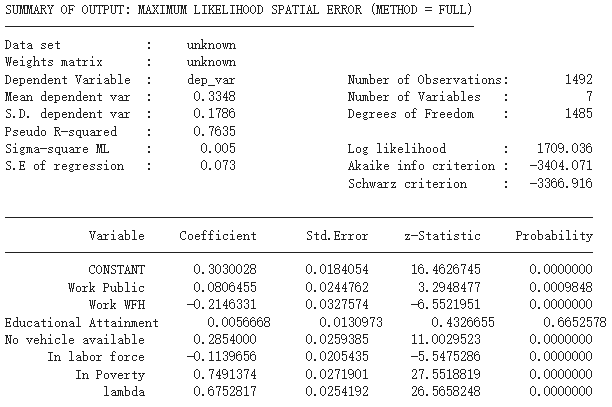 SUMMARY OF OUTPUT: MAXIMUM LIKELIHOOD SPATIAL ERROR (METHOD = FULL)
Data set : unknown
Weights matrix : unknown
Dependent Variable : dep_var Number of Observations: 1492
Mean dependent var : 0.3348 Number of Variables : 7
S.D. dependent var : 0.1786 Degrees of Freedom : 1485
Pseudo R-squared : 0.7635
Sigma-square ML : 0.005 Log likelihood : 1709.036
S.E of regression : 0.073 Akaike info criterion : -3404.071
Schwarz criterion : -3366.916
Variable Coefficient Std.Error z-Statistic Probability
CONSTANT 0.3030028 0.0184054 16.4626745 0.0000000
Work Public 0.0806455 0.0244762 3.2948477 0.0009848
Work WFH -0.2146331 0.0327574 -6.5521951 0.0000000
Educational Attainment 0.0056668 0.0130973 0.4326655 0.6652578
No vehicle available 0.2854000 0.0259385 11.0029523 0.0000000
In labor force -0.1139656 0.0205435 -5.5475286 0.0000000
In Poverty 0.7491374 0.0271901 27.5518819 0.0000000
lambda 0.6752817 0.0254192 26.5658248 0.0000000